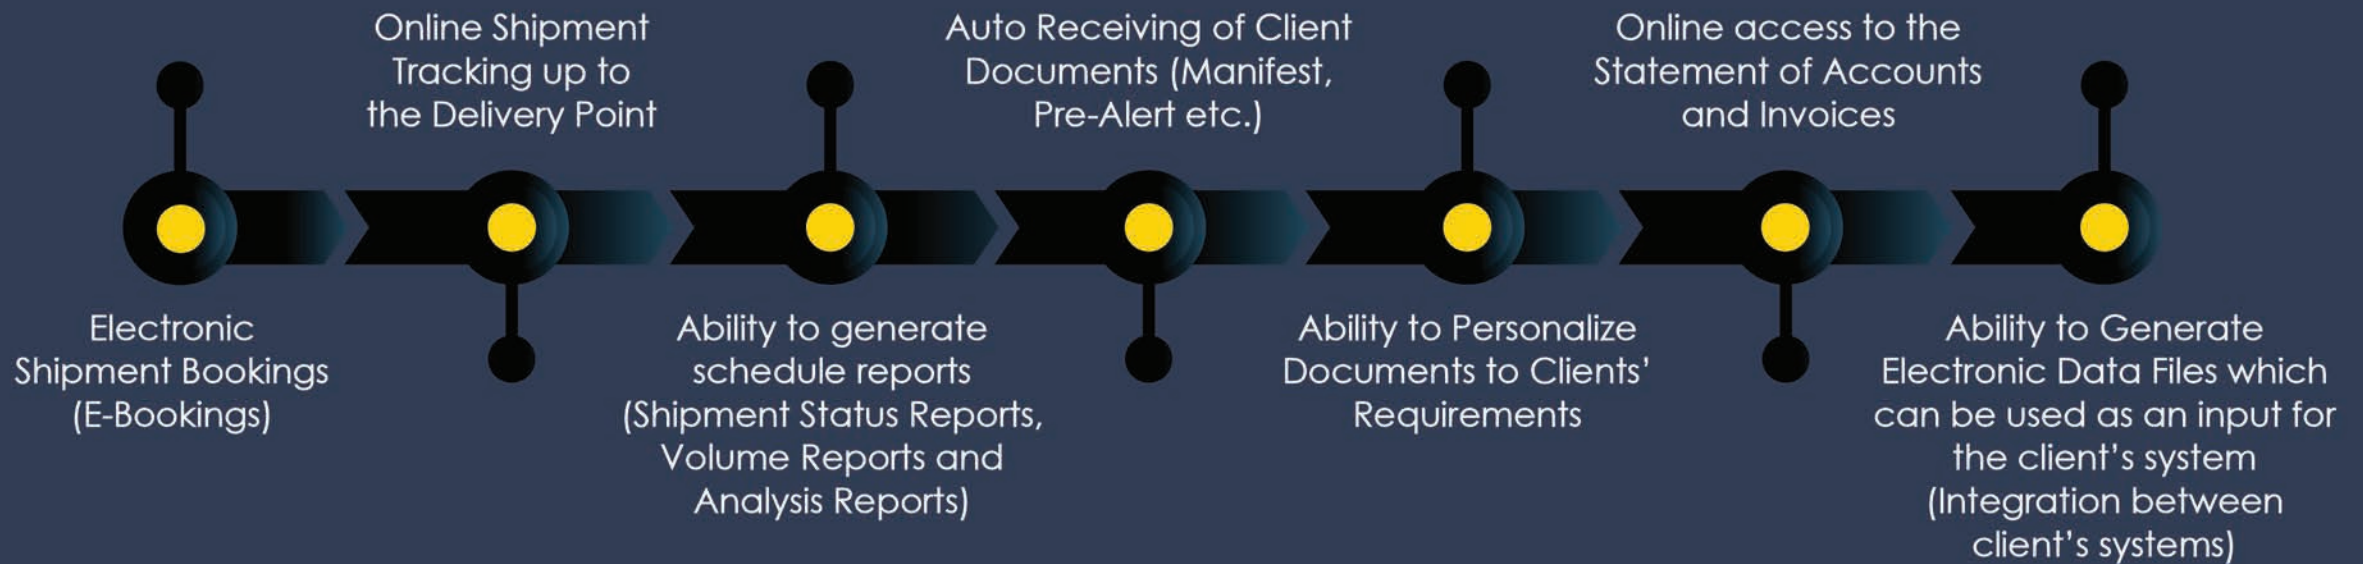 Electronic
Shipment Bookings
(E-Bookings)
Online Shipment
Tracking up to
the Delivery Point
Ability to generate
schedule reports
(Shipment Status Reports,
Volume Reports and
Analysis Reports)
Auto Receiving of Client
Documents (Manifest,
Pre-Alert etc.)
Ability to Personalize
Documents to Clients’
Requirements
Online access to the
Statement of Accounts
and Invoices
Ability to Generate
Electronic Data Files which
can be used as an input for
the client’s system
(Integration between
client’s systems)